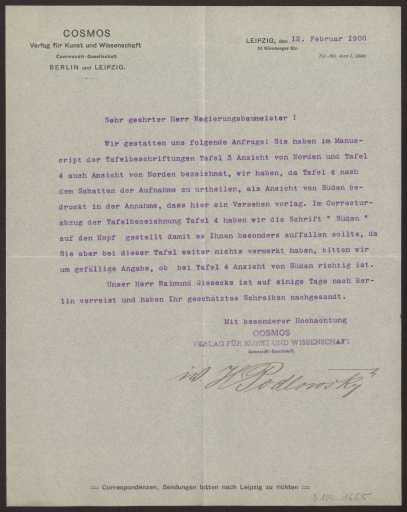 COSMOS
Verlag für Kunst und Wissenschaft
Commandit-Gesellschaft
BERLIN und LEIPZIG.
LEIPZIG, den 12. Februar 1906
Sehr geehrter Herr Regierungsbaumeister !
Wir gestatten uns folgende Anfrage: Sie haben im Manus-
cript der Tafelbeschriftungen Tafel 3 Ansicht von Norden und Tafel
4 auch Ansicht von Norden bezeichnet, wir haben, da Tafel 4 nach
dem Schatten der Aufnahme zu urtheilen, als Ansicht von Süden be-
druckt in der Annahme, dass hier ein Versehen vorlag. Im Correctur-
abzug der Tafelbezeichnung Tafel 4 haben wir die Schrift " Süden "
auf den Kopf gestellt damit es Ihnen besonders auffallen sollte, da
Sie aber bei dieser Tafel weiter nichts vermerkt haben, bitten wir
um gefällige Angabe, ob bei Tafel 4 Ansicht von Süden richtig ist.
Unser Herr Raimund Giesecke ist auf einige Tage nach Ber-
lin verreist und haben ihm geschätztes Schreiben nachgesandt.
Mit besonderer Hochachtung
COSMOS
VERLAG FÜR KUNST UND WISSENSCHAFT
Commandit-Gesellschaft
Podlowsky
Correspondenzen, Sendungen bitten nach Leipzig zu richten